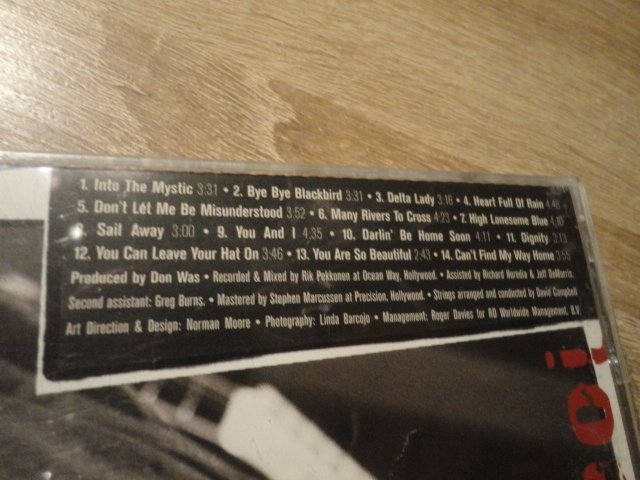 1. Into The Mystic 3:31 • 2. Bye Bye Blackbird 3:31 • 3. Delta Lady 3:16 • 4. Heart Full Of Rain 4:48
5. Don't Let Me Be Misunderstood 3:52 • 6. Many Rivers To Cross 4:23 • 7. High Lonesome Blue
8. Sail Away 3:00 • 9. You And I 4:35 • 10. Darlin' Be Home Soon 4:11 • 11. Dignity
12. You Can Leave Your Hat On 3:46 • 13. You Are So Beautiful 2:43 • 14. Can't Find My Way Home 3:55
Produced by Don Was • Recorded & Mixed by Rik Pekkonen at Ocean Way, Hollywood. • Assisted by Richard Huredia & Jeff DeMorris.
Second assistant: Greg Burns. • Mastered by Stephen Marcussen at Precision, Hollywood. • Strings arranged and conducted by David Campbell
Art Direction & Design: Norman Moore • Photography: Linda Barcojo • Management: Roger Davies for RD Worldwide Management, B.V.